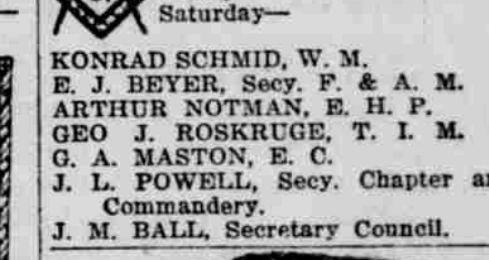 Saturday—
KONRAD SCHMID, W. M.
E. J. BEYER, Secy. F. & A. M.
ARTHUR NOTMAN, E. H. P.
GEO J. ROSKRUGE, T. I. M.
G. A. MASTON, E. C.
J. L. POWELL, Secy. Chapter
Commandery.
J. M. BALL, Secretary Council.